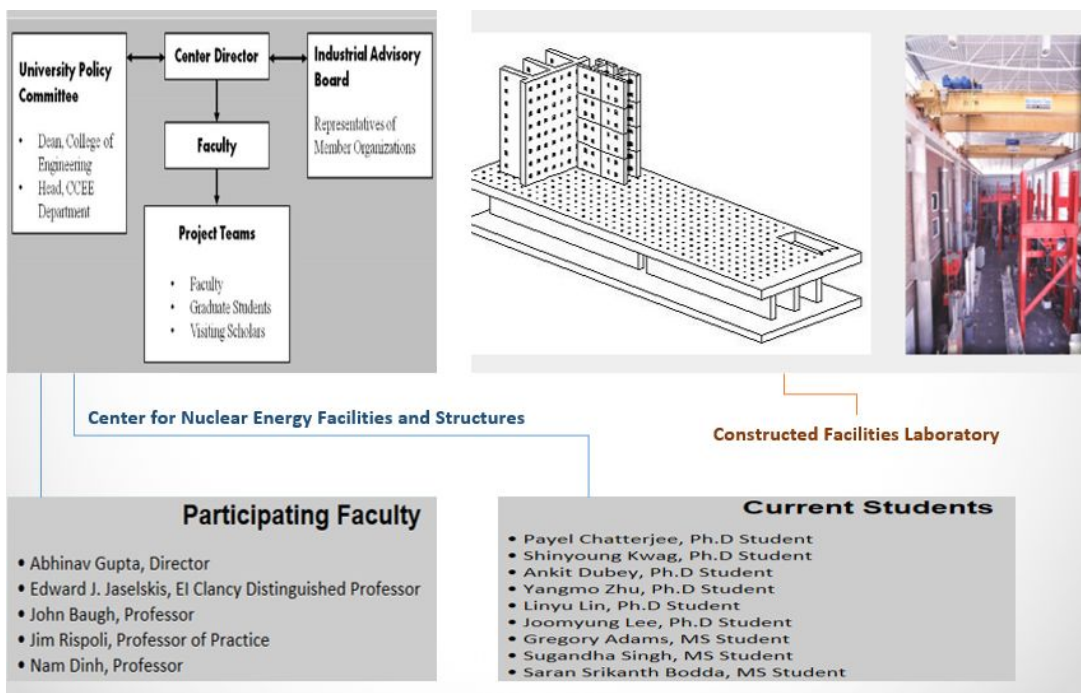 University Policy
Committee
• Dean, College of
Engineering
• Head, CCEE
Department
Center Director
Faculty
Project Teams
• Faculty
• Graduate Students
• Visiting Scholars
Industrial Advisory
Board
Representatives of
Member Organizations
Center for Nuclear Energy Facilities and Structures
Constructed Facilities Laboratory
Participating Faculty
• Abhinav Gupta, Director
• Edward J. Jaselskis, EI Clancy Distinguished Professor
• John Baugh, Professor
• Jim Rispoli, Professor of Practice
• Nam Dinh, Professor
Current Students
• Payel Chatterjee, Ph.D Student
• Shinyoung Kwag, Ph.D Student
• Ankit Dubey, Ph.D Student
• Yangmo Zhu, Ph.D Student
• Linyu Lin, Ph.D Student
• Joomyung Lee, Ph.D Student
• Gregory Adams, MS Student
• Sugandha Singh, MS Student
• Saran Srikanth Bodda, MS Student